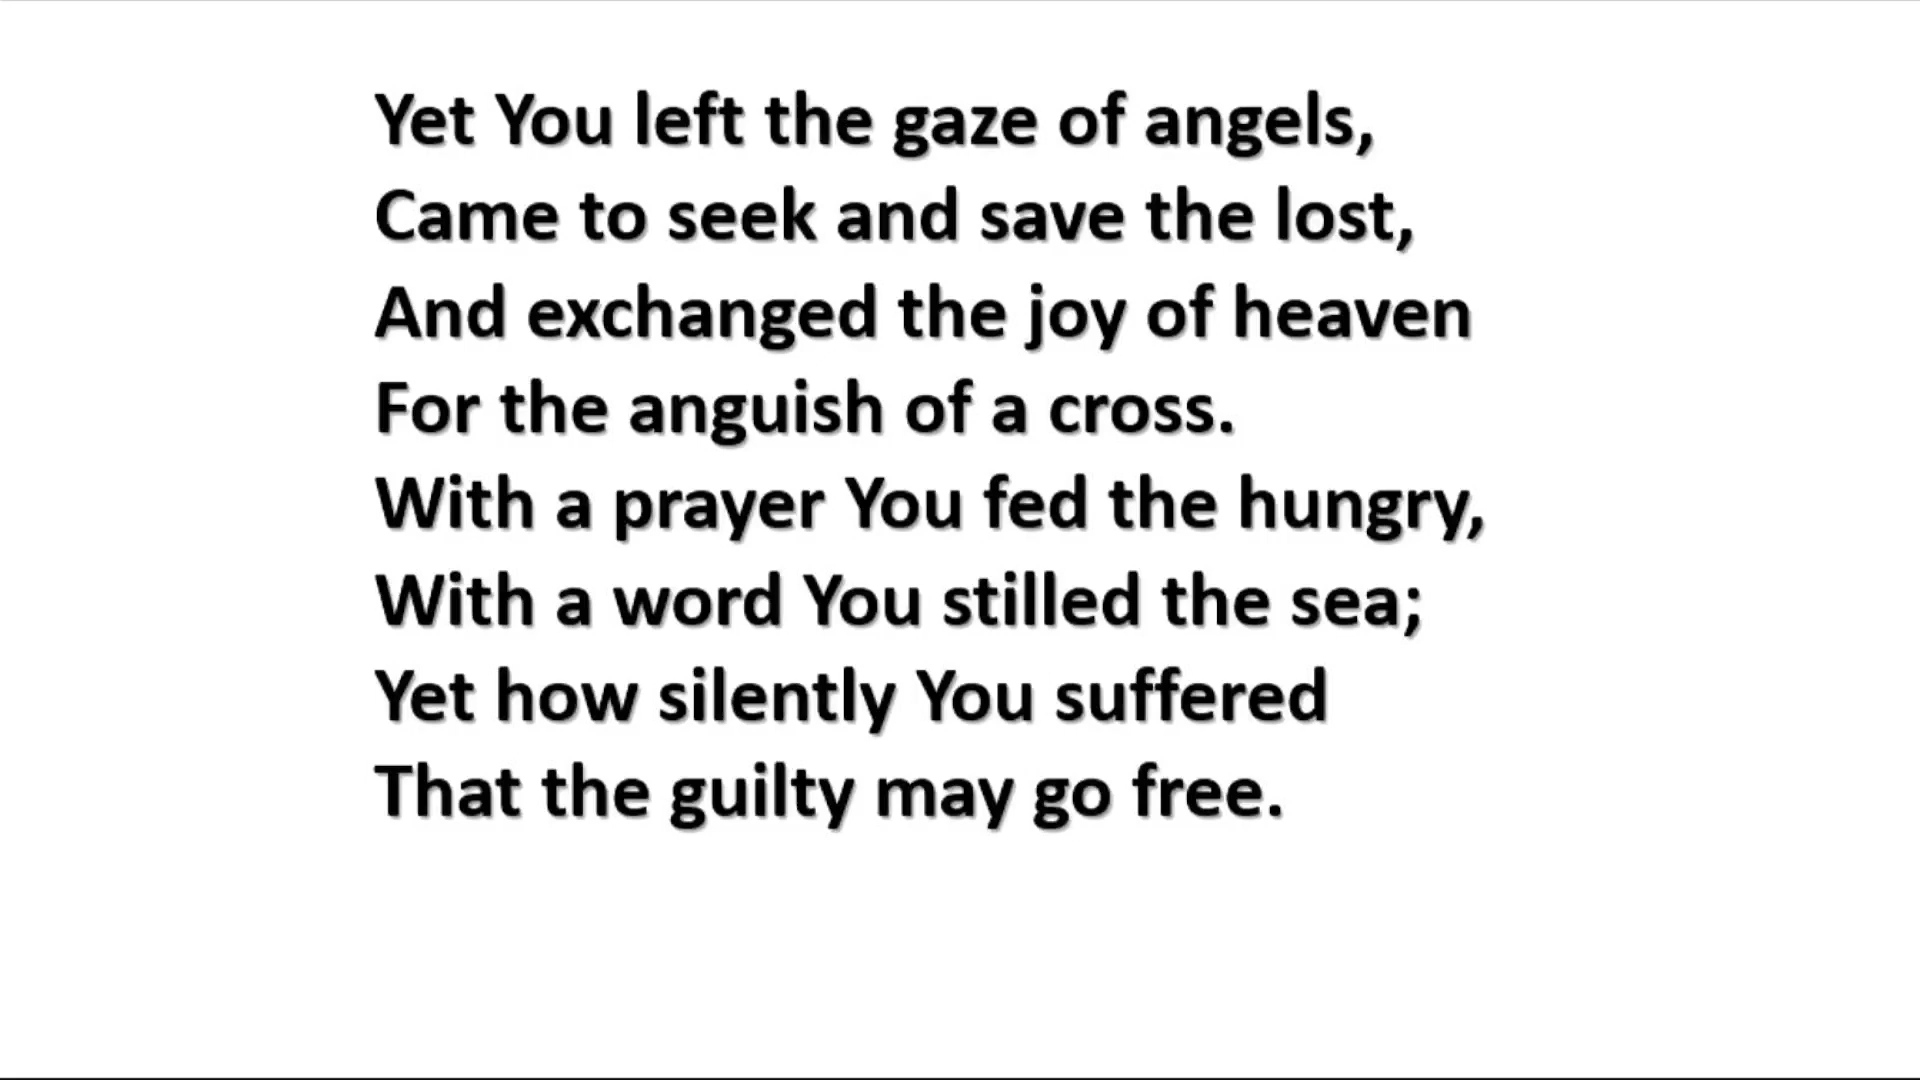 Yet You left the gaze of angels,
Came to seek and save the lost,
And exchanged the joy of heaven
For the anguish of a cross.
With a prayer You fed the hungry,
With a word You stilled the sea;
Yet how silently You suffered
That the guilty may go free.